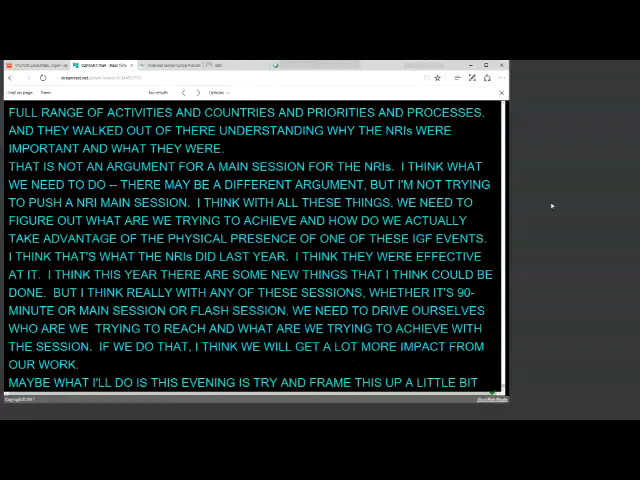 streamtext.net
Find on page
No results
Options
FULL RANGE OF ACTIVITIES AND COUNTRIES AND PRIORITIES AND PROCESSES.
AND THEY WALKED OUT OF THERE UNDERSTANDING WHY THE NRIs WERE
IMPORTANT AND WHAT THEY WERE.
THAT IS NOT AN ARGUMENT FOR A MAIN SESSION FOR THE NRIs.  I THINK WHAT
WE NEED TO DO -- THERE MAY BE A DIFFERENT ARGUMENT, BUT I'M NOT TRYING
TO PUSH A NRI MAIN SESSION.  I THINK WITH ALL THESE THINGS, WE NEED TO
FIGURE OUT WHAT ARE WE TRYING TO ACHIEVE AND HOW DO WE ACTUALLY
TAKE ADVANTAGE OF THE PHYSICAL PRESENCE OF ONE OF THESE IGF EVENTS.
I THINK THAT'S WHAT THE NRIs DID LAST YEAR.  I THINK THEY WERE EFFECTIVE
AT IT.  I THINK THIS YEAR THERE ARE SOME NEW THINGS THAT I THINK COULD BE
DONE.  BUT I THINK REALLY WITH ANY OF THESE SESSIONS, WHETHER IT'S 90-
MINUTE OR MAIN SESSION OR FLASH SESSION, WE NEED TO DRIVE OURSELVES
WHO ARE WE  TRYING TO REACH AND WHAT ARE WE TRYING TO ACHIEVE WITH
THE SESSION.  IF WE DO THAT, I THINK WE WILL GET A LOT MORE IMPACT FROM
OUR WORK.
MAYBE WHAT I'LL DO IS THIS EVENING IS TRY AND FRAME THIS UP A LITTLE BIT